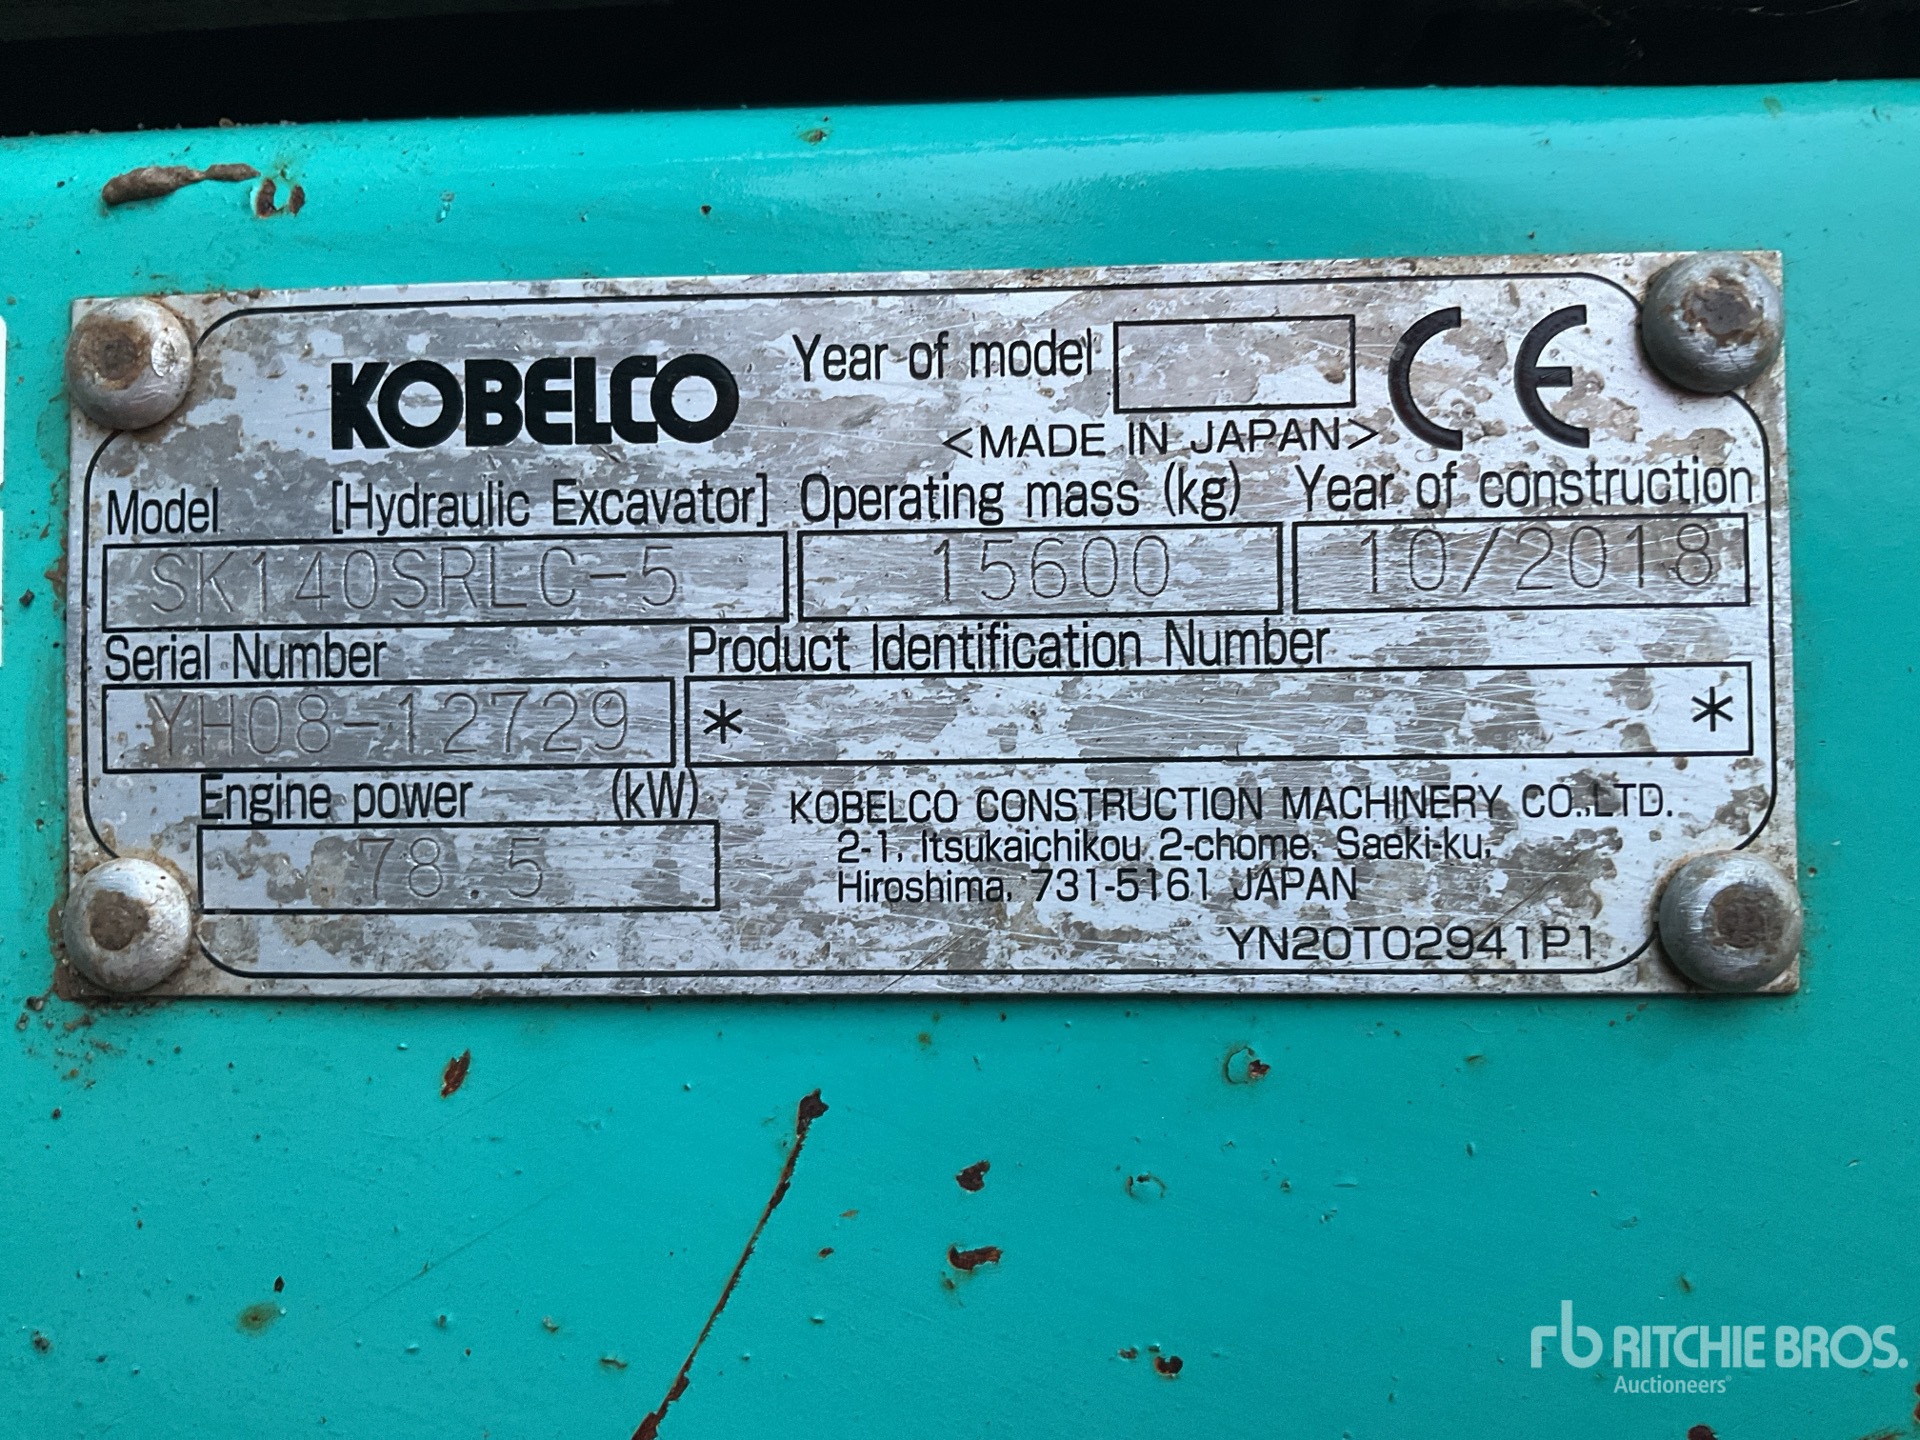 KOBELCO
Year of model
CE
<MADE IN JAPAN>
Model [Hydraulic Excavator] Operating mass (kg) Year of construction
SK140SRLC-5 15600 10/2018
Serial Number Product Identification Number
YH08-12729 * *
Engine power (kW)
78.5
KOBELCO CONSTRUCTION MACHINERY CO.,LTD.
2-1, Itsukaichikou 2-chome, Saeki-ku,
Hiroshima, 731-5161 JAPAN
YN20T02941P1
rb RITCHIE BROS.
Auctioneers